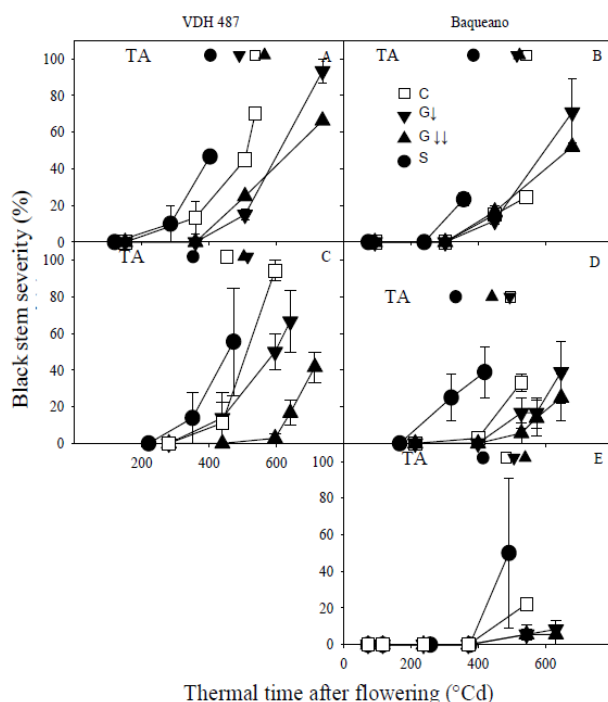 VDH 487 Baqueano
100 TA A TA B
80 C
G↓
60 G ↓↓
S
40
20
0
100 TA C D
80 TA
60
40
20
0
200 400 600 100 TA E
80
60
40
20
0
0 200 400 600
Black stem severity (%)
Thermal time after flowering (°Cd)